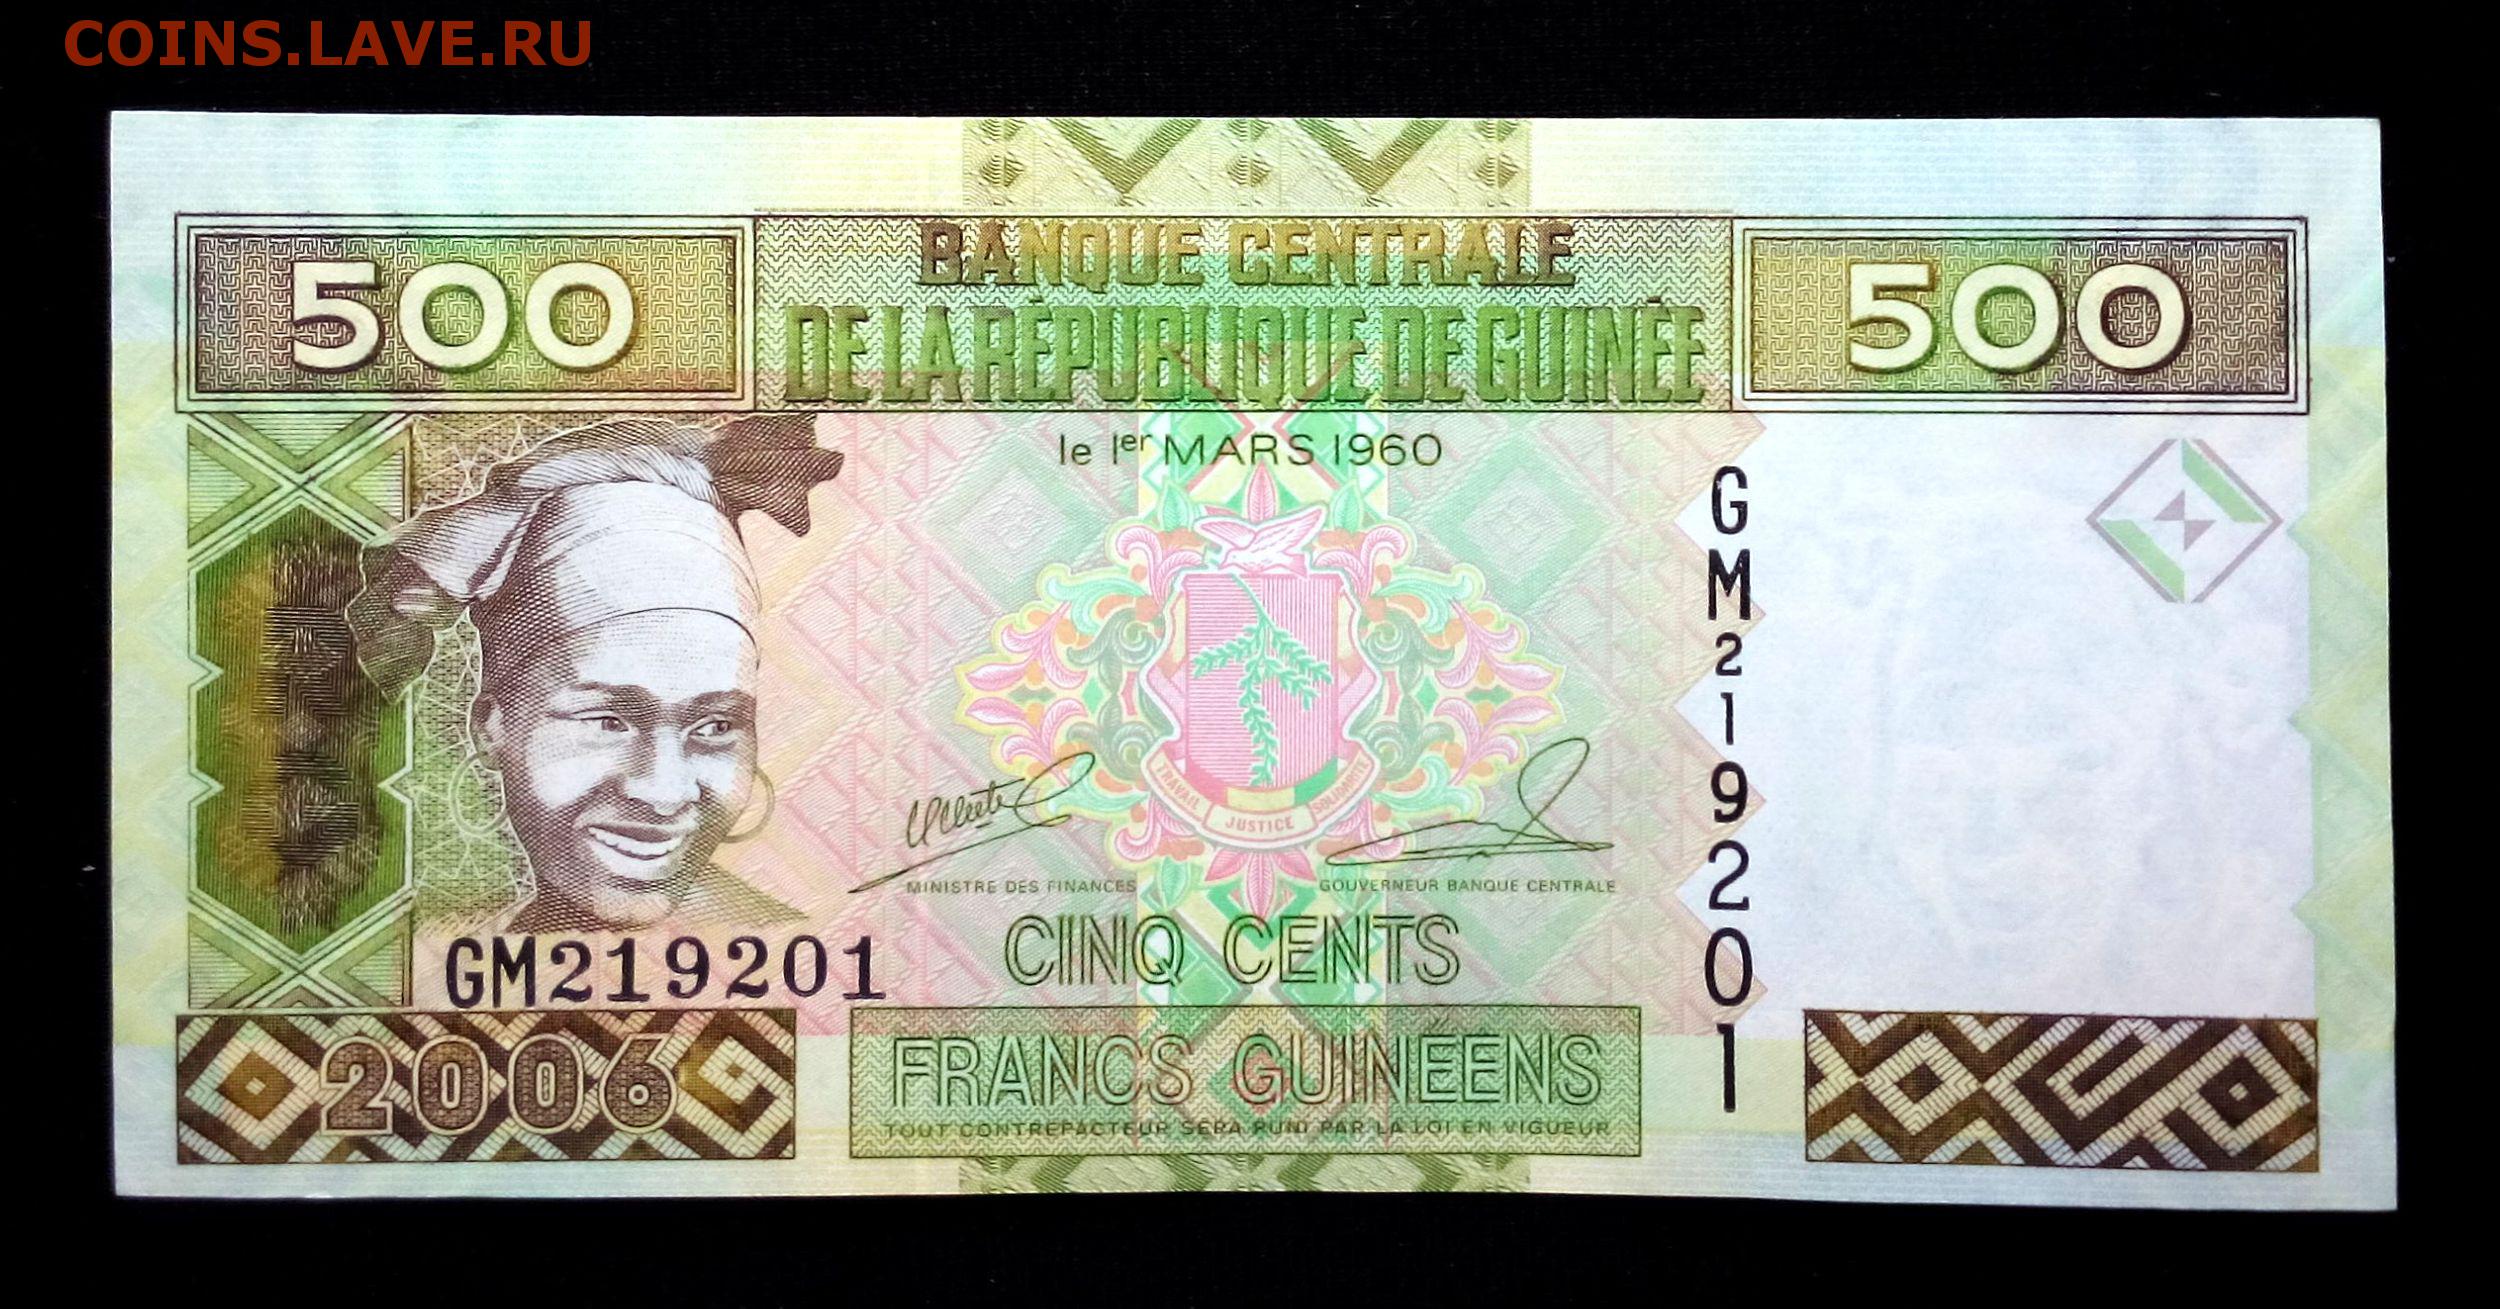 COINS.LAVE.RU
500
BANQUE CENTRALE
DE LA RÉPUBLIQUE DE GUINÉE
500
le 1er MARS 1960
GM219201
TRAVAIL JUSTICE SOLIDARITÉ
MINISTRE DES FINANCES
GOUVERNEUR BANQUE CENTRALE
CINQ CENTS
GM219201
2006
FRANCS GUINÉENS
TOUT CONTREFACTEUR SERA PUNI PAR LA LOI EN VIGUEUR